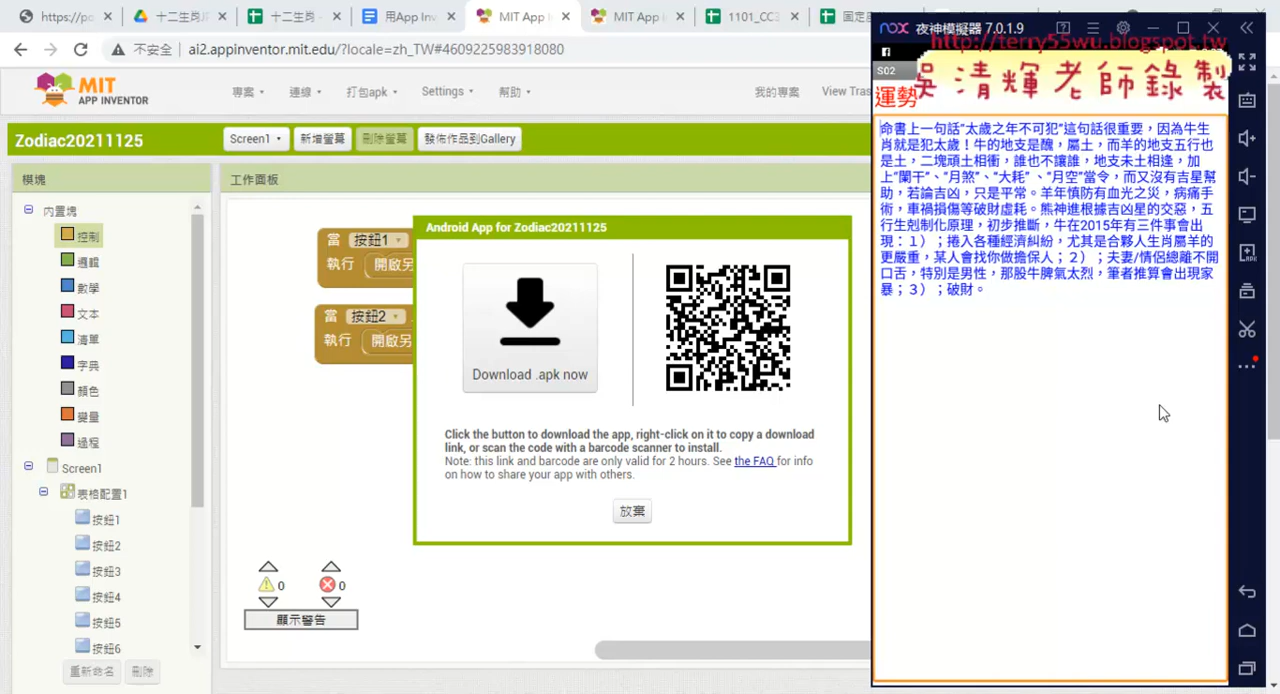 https://po
十二生肖JF
十二生肖 -
用App Inv
MIT App I
MIT App I
1101_CC3
固定
不安全 | ai2.appinventor.mit.edu/?locale=zh_TW#4609225983918080
MIT
APP INVENTOR
專案
連線
打包apk
Settings
幫助
我的專案
View Tras
Zodiac20211125
Screen1
新增螢幕
刪除螢幕
發佈作品到Gallery
模塊
工作面板
內置塊
控制
邏輯
數學
文本
清單
字典
顏色
變量
過程
Screen1
表格配置1
按鈕1
按鈕2
按鈕3
按鈕4
按鈕5
按鈕6
重新命名
刪除
當 按鈕1
執行 開啟另
當 按鈕2
執行 開啟另
0
0
顯示警告
Android App for Zodiac20211125
Download .apk now
Click the button to download the app, right-click on it to copy a download
link, or scan the code with a barcode scanner to install.
Note: this link and barcode are only valid for 2 hours. See the FAQ for info
on how to share your app with others.
放棄
nox 夜神模擬器 7.0.1.9
http://terry55wu.blogspot.tw
S02
吳清輝老師錄製
運勢
命書上一句話"太歲之年不可犯"這句話很重要，因為牛生
肖就是犯太歲！牛的地支是醜，屬土，而羊的地支五行也
是土，二塊頑土相衝，誰也不讓誰，地支未土相逢，加
上"闌干"、"月煞"、"大耗" 、"月空"當令，而又沒有吉星幫
助，若論吉凶，只是平常。羊年慎防有血光之災，病痛手
術，車禍損傷等破財虛耗。熊神進根據吉凶星的交惡，五
行生剋制化原理，初步推斷，牛在2015年有三件事會出
現：1）；捲入各種經濟糾紛，尤其是合夥人生肖屬羊的
更嚴重，某人會找你做擔保人；2）；夫妻/情侶總離不開
口舌，特別是男性，那股牛脾氣太烈，筆者推算會出現家
暴；3）；破財。